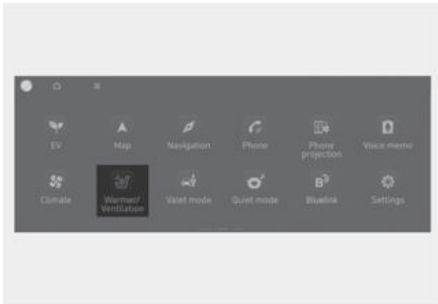 EV
Map
Navigation
Phone
Phone
projection
Voice memo
Climate
Warmer/
Ventilation
Valet mode
Quiet mode
Bluelink
Settings